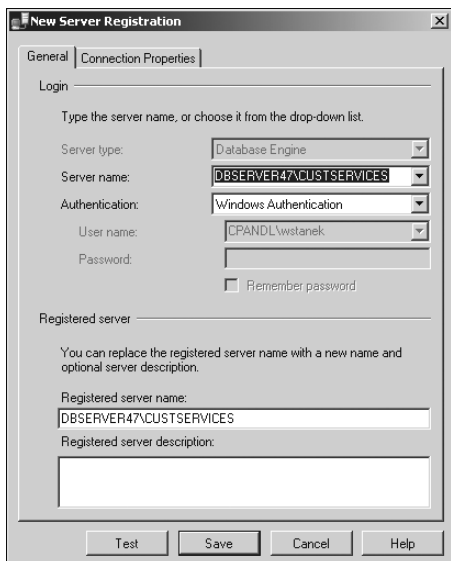 New Server Registration
General Connection Properties
Login
Type the server name, or choose it from the drop-down list.
Server type: Database Engine
Server name: DBSERVER47\CUSTSERVICES
Authentication: Windows Authentication
User name: CPANDL\wstanek
Password:
Remember password
Registered server
You can replace the registered server name with a new name and
optional server description.
Registered server name:
DBSERVER47\CUSTSERVICES
Registered server description:
Test Save Cancel Help